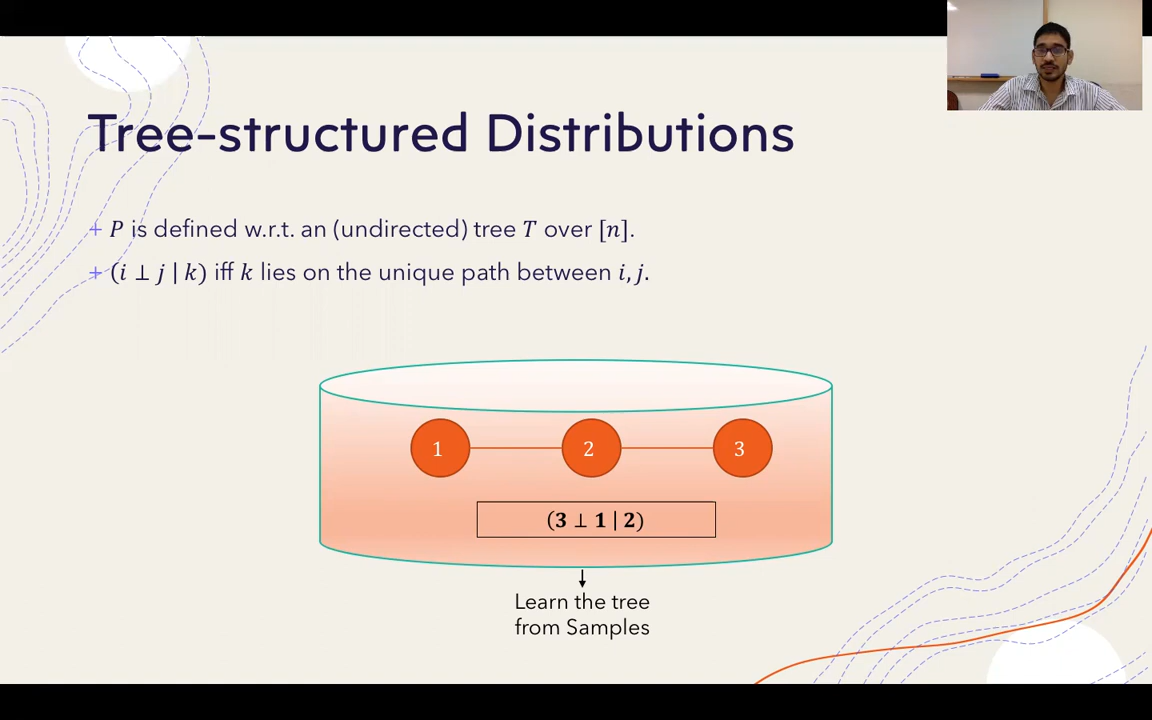 Tree-structured Distributions
+ P is defined w.r.t. an (undirected) tree T over [n].
+ (i ⊥ j | k) iff k lies on the unique path between i, j.
1
2
3
(3 ⊥ 1 | 2)
Learn the tree
from Samples